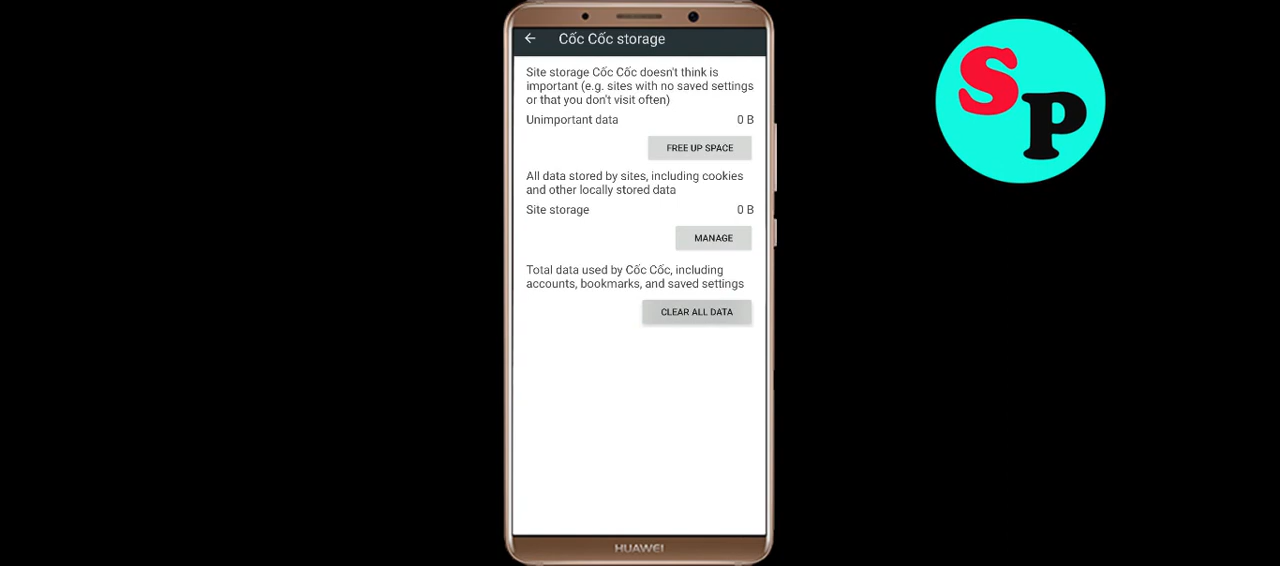 Cốc Cốc storage
Site storage Cốc Cốc doesn't think is
important (e.g. sites with no saved settings
or that you don't visit often)
Unimportant data 0 B
FREE UP SPACE
All data stored by sites, including cookies
and other locally stored data
Site storage 0 B
MANAGE
Total data used by Cốc Cốc, including
accounts, bookmarks, and saved settings
CLEAR ALL DATA
HUAWEI
SP